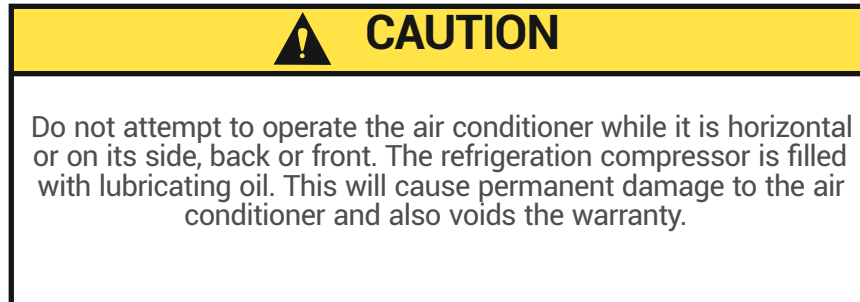 CAUTION
Do not attempt to operate the air conditioner while it is horizontal
or on its side, back or front. The refrigeration compressor is filled
with lubricating oil. This will cause permanent damage to the air
conditioner and also voids the warranty.